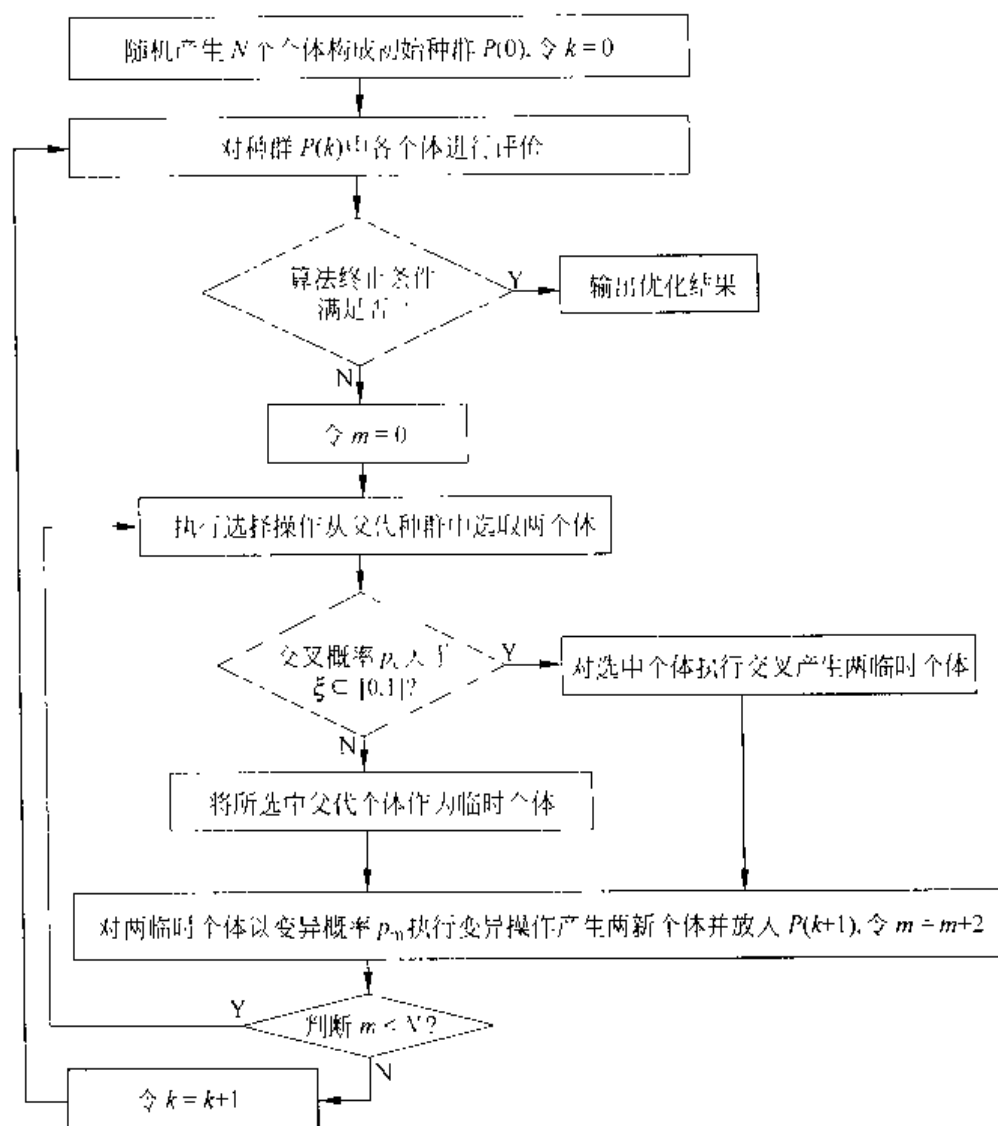 随机产生 N 个个体构成初始种群 P(0), 令 k = 0
对种群 P(k)中各个体进行评价
算法终止条件
满足否?
Y
输出优化结果
N
令 m = 0
执行选择操作从父代种群中选取两个体
交叉概率 pc 大于
ξ ∈ [0,1]?
Y
对选中个体执行交叉产生两临时个体
N
将所选中父代个体作为临时个体
对两临时个体以变异概率 pm 执行变异操作产生两新个体并放入 P(k+1), 令 m = m+2
Y
判断 m < N?
N
令 k = k+1